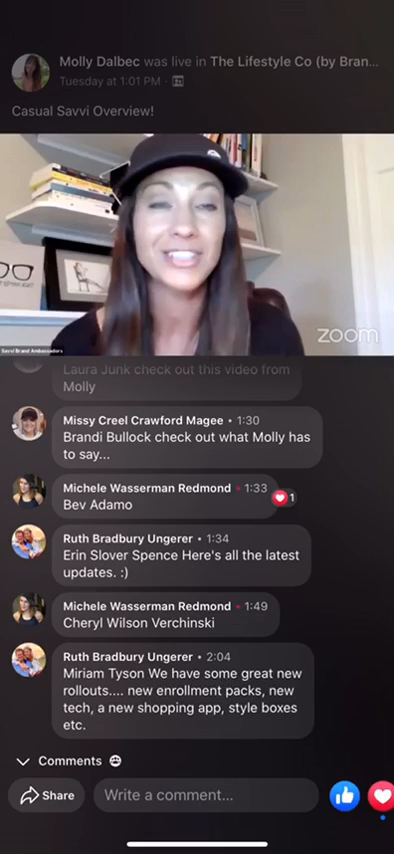 Molly Dalbec was live in The Lifestyle Co (by Bran...
Tuesday at 1:01 PM ·
Casual Savvi Overview!
zoom
Savvi Brand Ambassadors
Laura Junk check out this video from
Molly
Missy Creel Crawford Magee • 1:30
Brandi Bullock check out what Molly has
to say...
Michele Wasserman Redmond • 1:33
Bev Adamo
1
Ruth Bradbury Ungerer • 1:34
Erin Slover Spence Here's all the latest
updates. :)
Michele Wasserman Redmond • 1:49
Cheryl Wilson Verchinski
Ruth Bradbury Ungerer • 2:04
Miriam Tyson We have some great new
rollouts.... new enrollment packs, new
tech, a new shopping app, style boxes
etc.
Comments
Share
Write a comment...